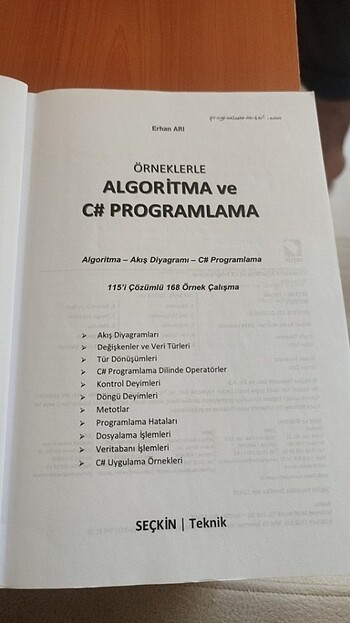 Erhan ARI
ÖRNEKLERLE
ALGORİTMA ve
C# PROGRAMLAMA
Algoritma – Akış Diyagramı – C# Programlama
115'i Çözümlü 168 Örnek Çalışma
➢ Akış Diyagramları
➢ Değişkenler ve Veri Türleri
➢ Tür Dönüşümleri
➢ C# Programlama Dilinde Operatörler
➢ Kontrol Deyimleri
➢ Döngü Deyimleri
➢ Metotlar
➢ Programlama Hataları
➢ Dosyalama İşlemleri
➢ Veritabanı İşlemleri
➢ C# Uygulama Örnekleri
SEÇKİN | Teknik